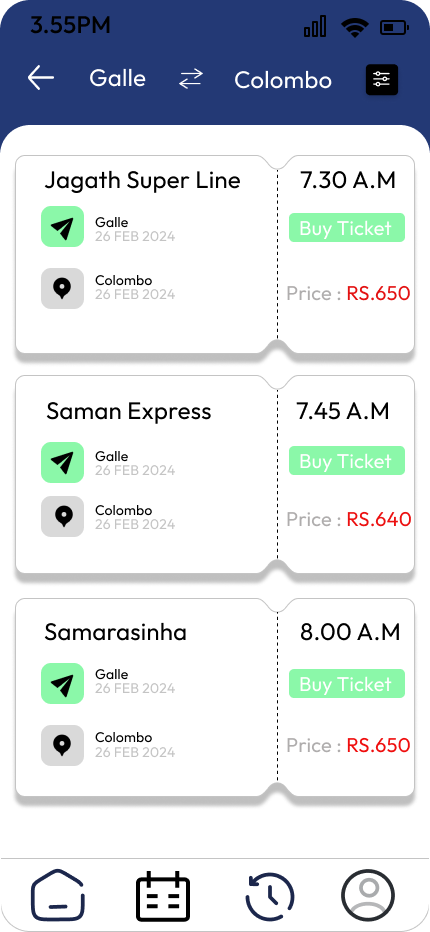 3.55PM
Galle Colombo
Jagath Super Line 7.30 A.M
Galle
26 FEB 2024
Buy Ticket
Colombo
26 FEB 2024
Price : RS.650
Saman Express 7.45 A.M
Galle
26 FEB 2024
Buy Ticket
Colombo
26 FEB 2024
Price : RS.640
Samarasinha 8.00 A.M
Galle
26 FEB 2024
Buy Ticket
Colombo
26 FEB 2024
Price : RS.650